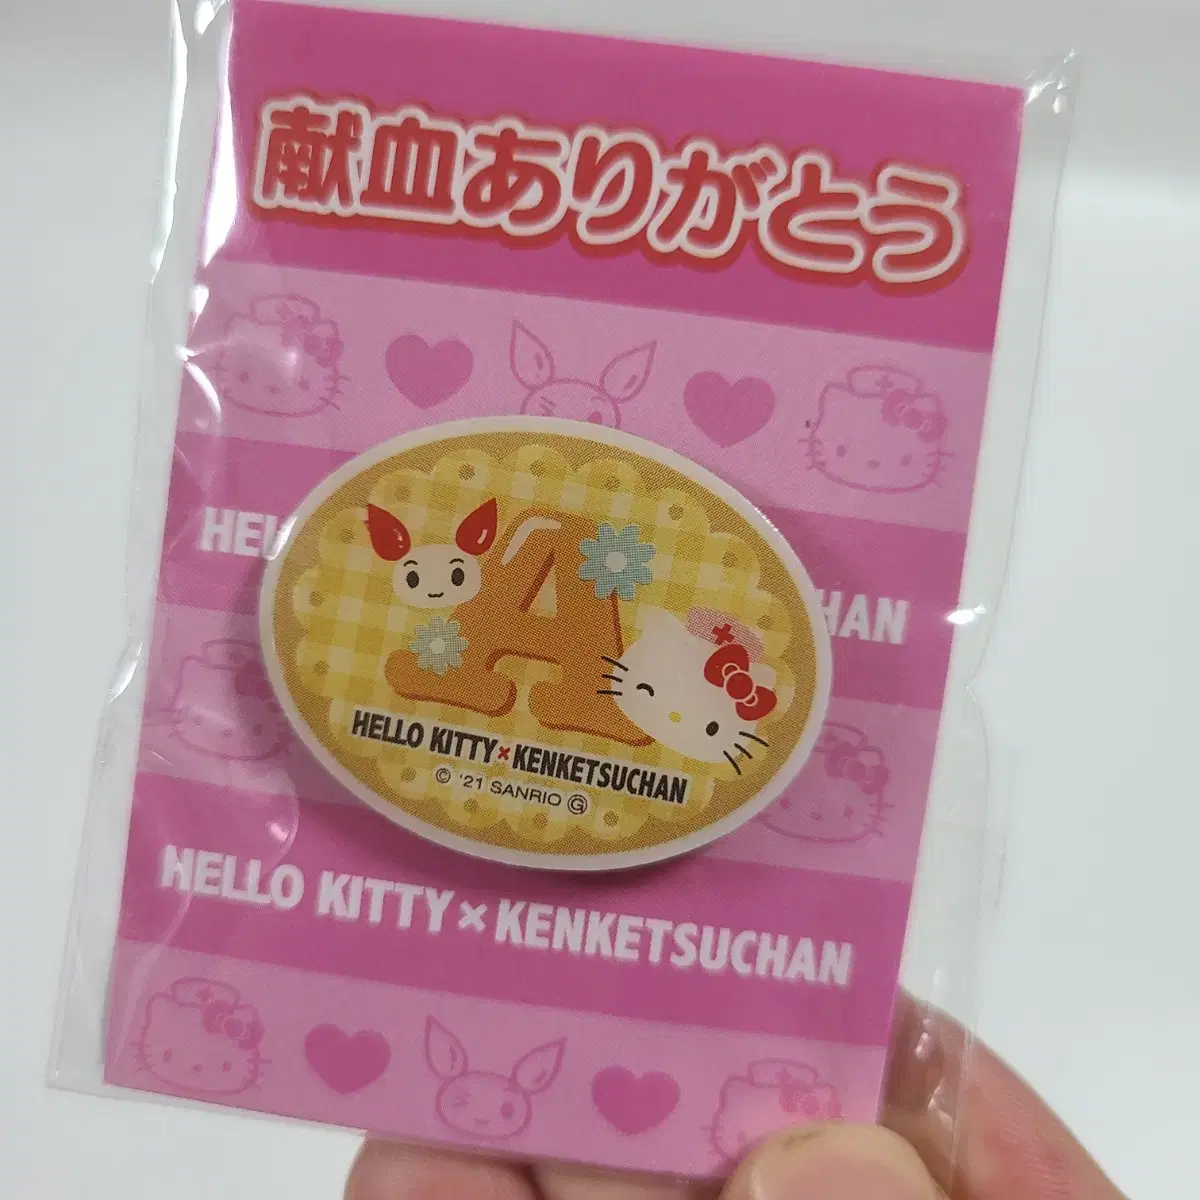 献血ありがとう
HE
HAN
A
HELLO KITTY×KENKETSUCHAN
© '21 SANRIO Ⓖ
HELLO KITTY×KENKETSUCHAN